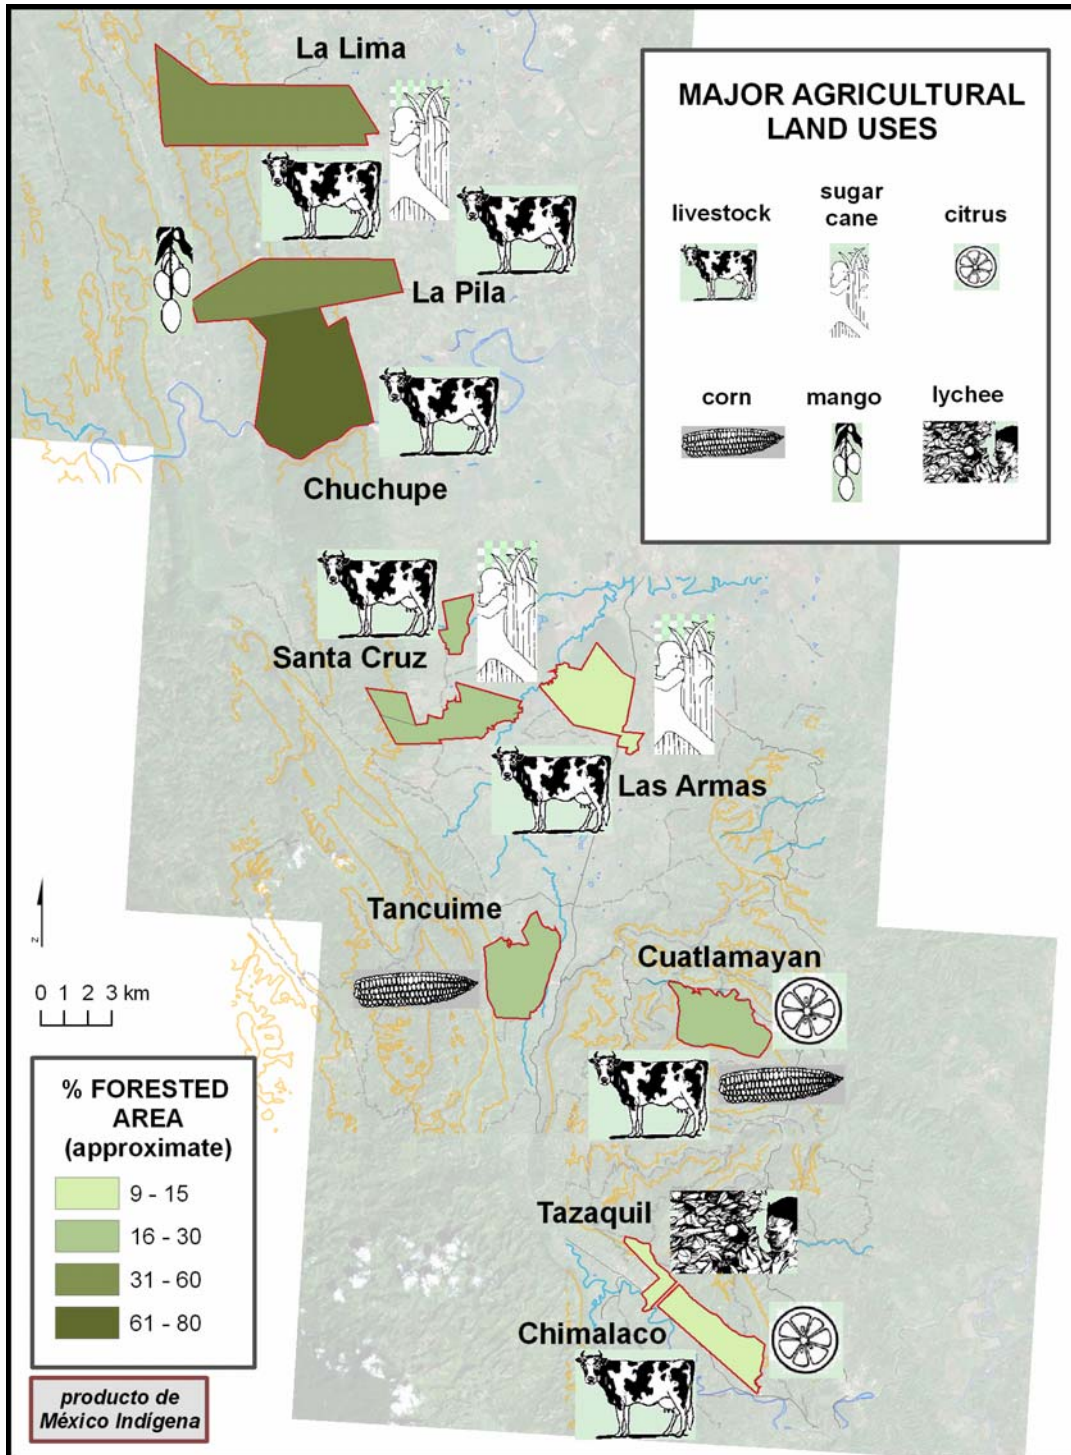 La Lima
MAJOR AGRICULTURAL
LAND USES
livestock
sugar
cane
citrus
corn
mango
lychee
La Pila
Chuchupe
Santa Cruz
Las Armas
Tancuime
Cuatlamayan
z
0 1 2 3 km
% FORESTED
AREA
(approximate)
9 - 15
16 - 30
31 - 60
61 - 80
Tazaquil
Chimalaco
producto de
México Indígena